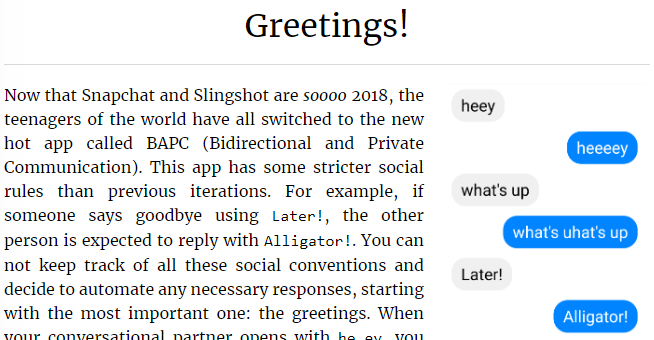 Greetings!
Now that Snapchat and Slingshot are soooo 2018, the
teenagers of the world have all switched to the new
hot app called BAPC (Bidirectional and Private
Communication). This app has some stricter social
rules than previous iterations. For example, if
someone says goodbye using Later!, the other
person is expected to reply with Alligator!. You can
not keep track of all these social conventions and
decide to automate any necessary responses, starting
with the most important one: the greetings. When
your conversational partner opens with he ey, you
heey
heeeey
what's up
what's uhat's up
Later!
Alligator!